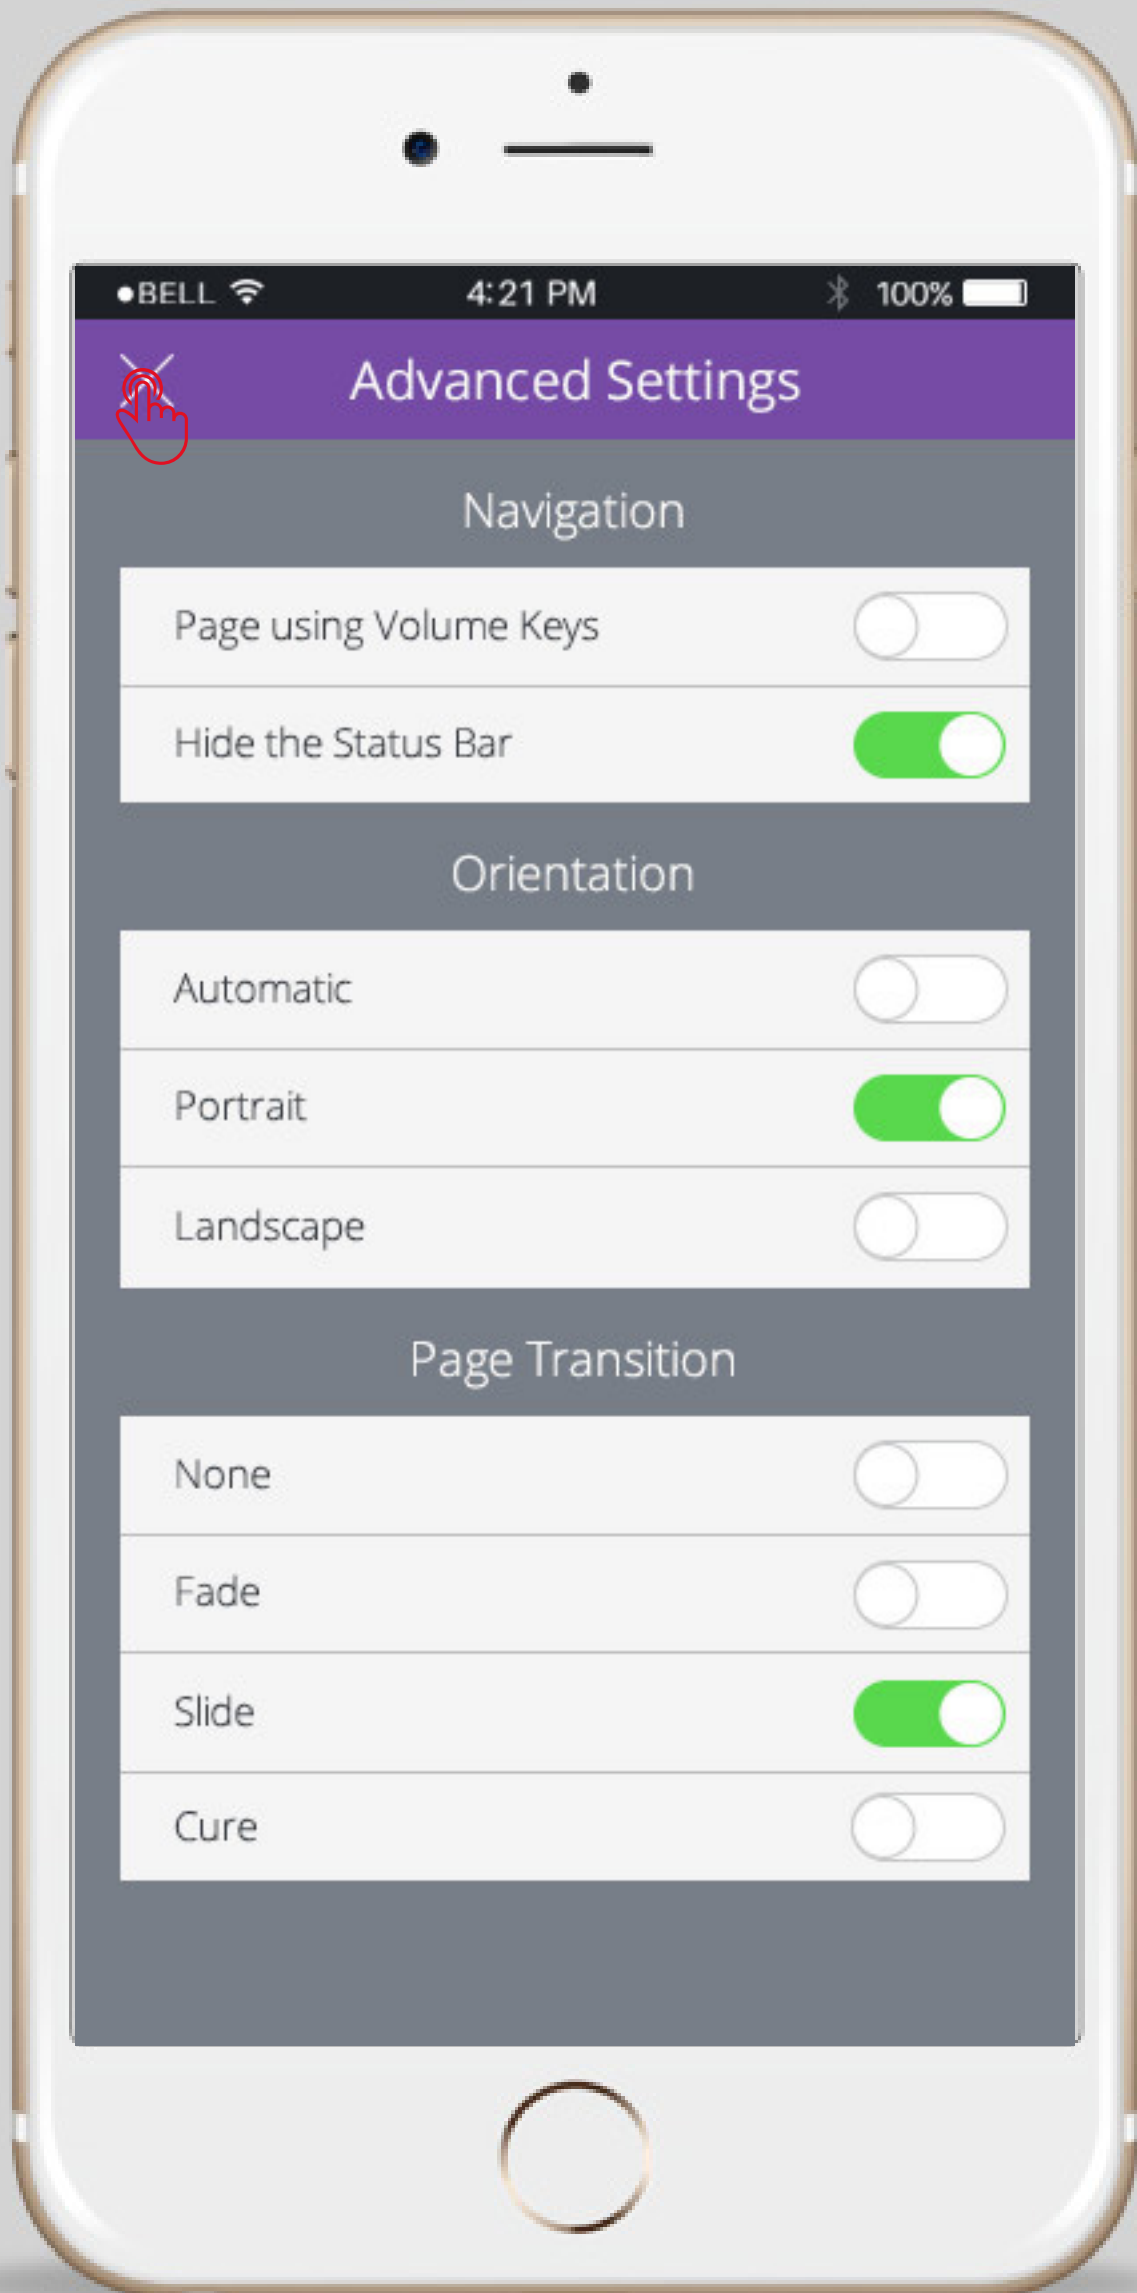 ●BELL 4:21 PM 100%
Advanced Settings
Navigation
Page using Volume Keys
Hide the Status Bar
Orientation
Automatic
Portrait
Landscape
Page Transition
None
Fade
Slide
Cure